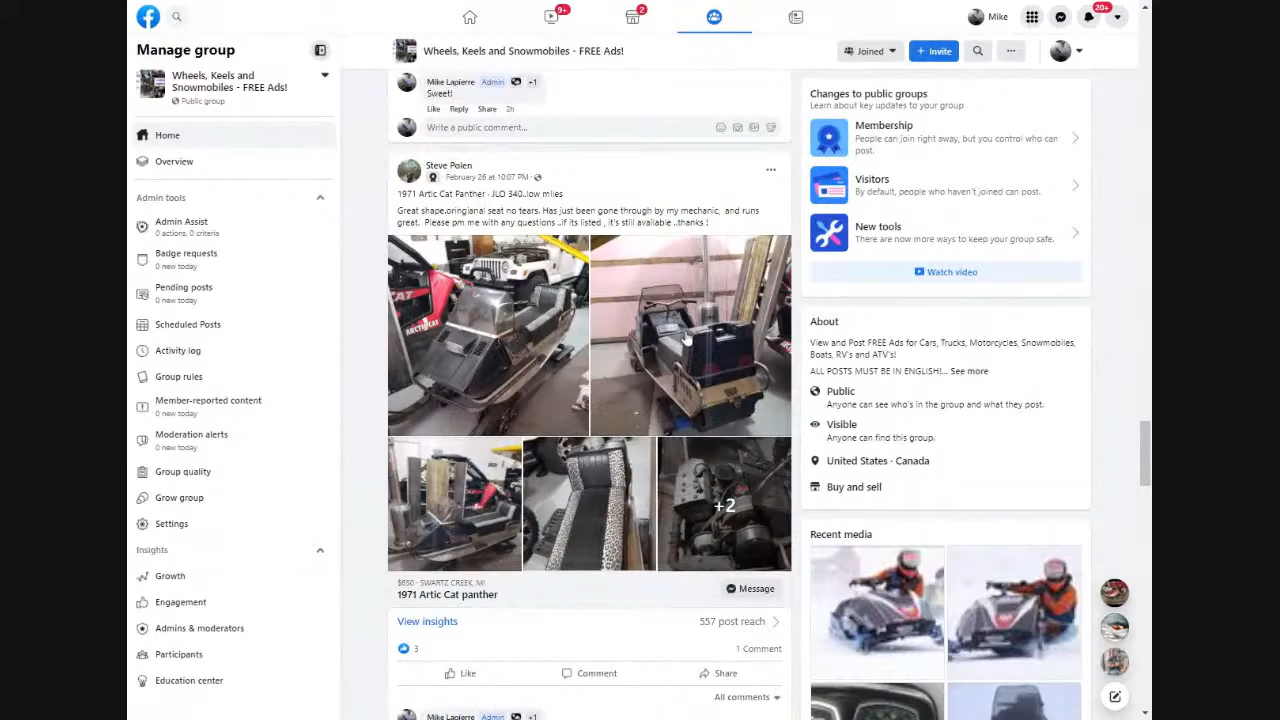 9+
2
Mike
20+
Manage group
Wheels, Keels and
Snowmobiles - FREE Ads!
Public group
Home
Overview
Admin tools
Admin Assist
0 actions, 0 criteria
Badge requests
0 new today
Pending posts
0 new today
Scheduled Posts
Activity log
Group rules
Member-reported content
0 new today
Moderation alerts
0 new today
Group quality
Grow group
Settings
Insights
Growth
Engagement
Admins & moderators
Participants
Education center
Wheels, Keels and Snowmobiles - FREE Ads!
Joined
+ Invite
Mike Lapierre Admin +1
Sweet!
Like Reply Share 2h
Write a public comment...
Steve Polen
February 26 at 10:07 PM ·
1971 Artic Cat Panther · JLO 340..low miles
Great shape.oringianal seat no tears. Has just been gone through by my mechanic, and runs
great. Please pm me with any questions ..if its listed , it's still available ..thanks !
+2
$650 · SWARTZ CREEK, MI
1971 Artic Cat panther
Message
View insights
557 post reach
3
1 Comment
Like
Comment
Share
All comments
Mike Lapierre Admin +1
Changes to public groups
Learn about key updates to your group
Membership
People can join right away, but you control who can
post.
Visitors
By default, people who haven't joined can post.
New tools
There are now more ways to keep your group safe.
Watch video
About
View and Post FREE Ads for Cars, Trucks, Motorcycles, Snowmobiles,
Boats, RV's and ATV's!
ALL POSTS MUST BE IN ENGLISH!... See more
Public
Anyone can see who's in the group and what they post.
Visible
Anyone can find this group.
United States · Canada
Buy and sell
Recent media